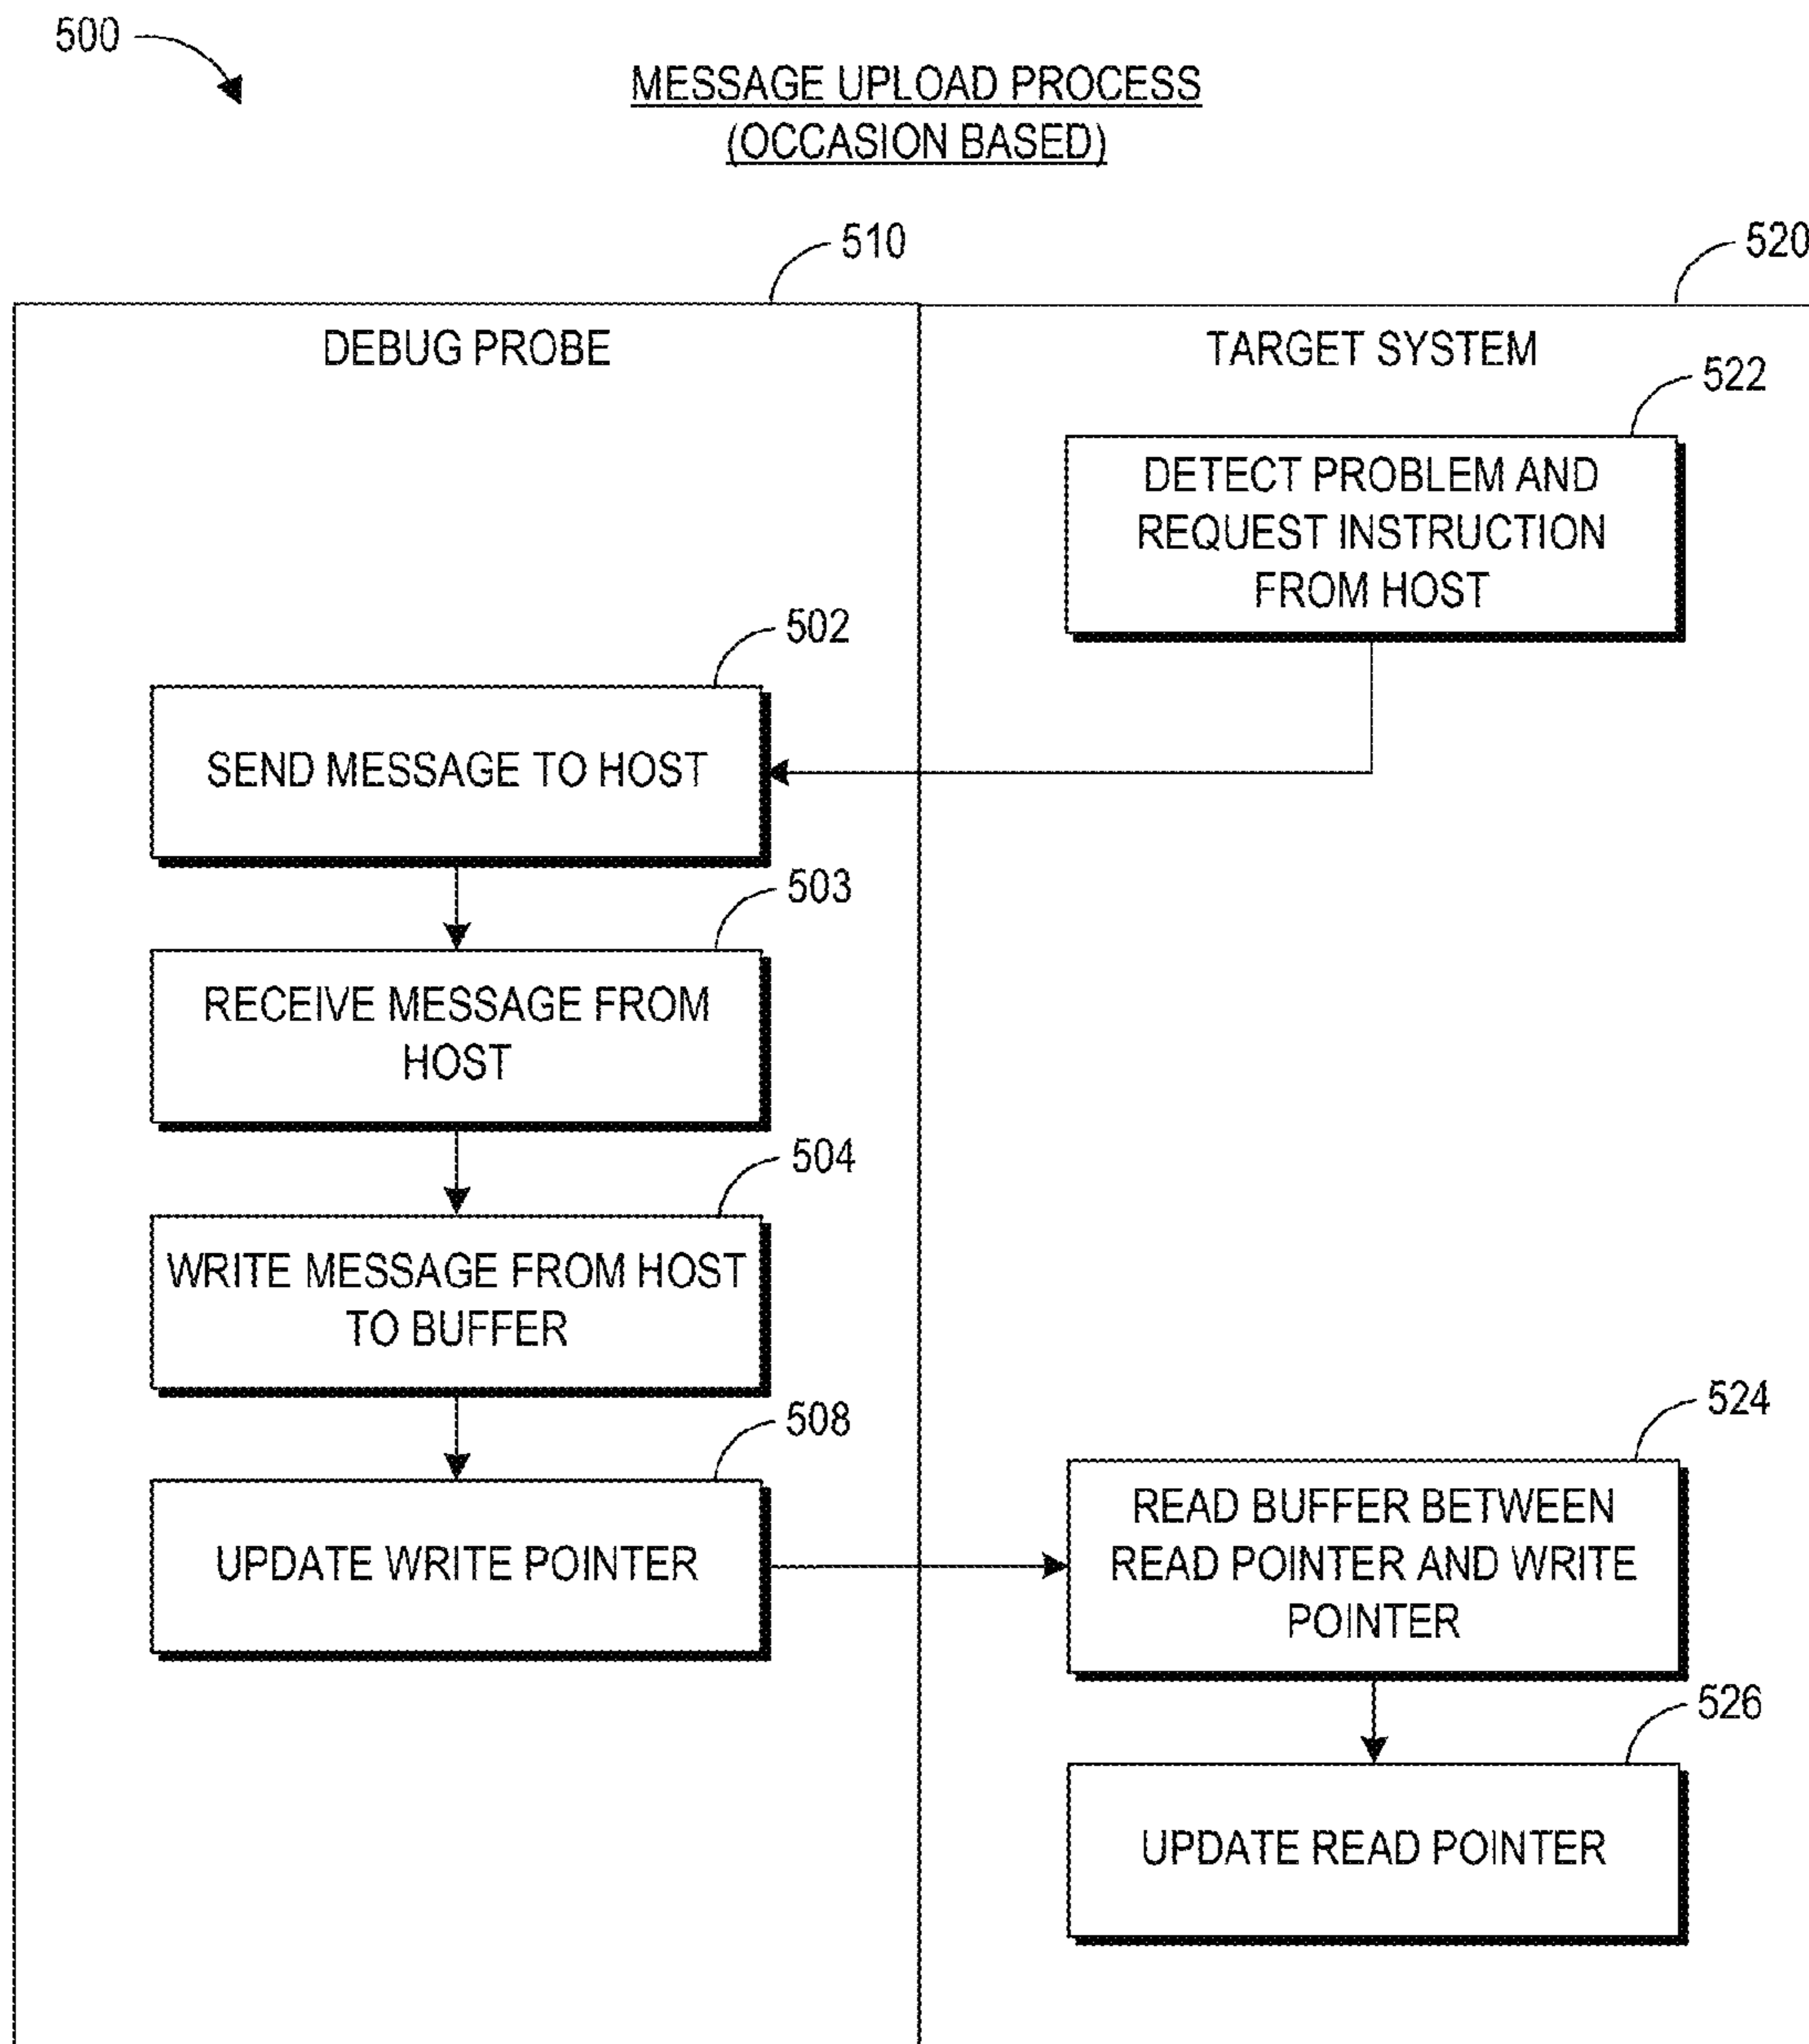 500
MESSAGE UPLOAD PROCESS
(OCCASION BASED)
510
520
DEBUG PROBE
TARGET SYSTEM
522
DETECT PROBLEM AND
REQUEST INSTRUCTION
FROM HOST
502
SEND MESSAGE TO HOST
503
RECEIVE MESSAGE FROM
HOST
504
WRITE MESSAGE FROM HOST
TO BUFFER
508
UPDATE WRITE POINTER
524
READ BUFFER BETWEEN
READ POINTER AND WRITE
POINTER
526
UPDATE READ POINTER